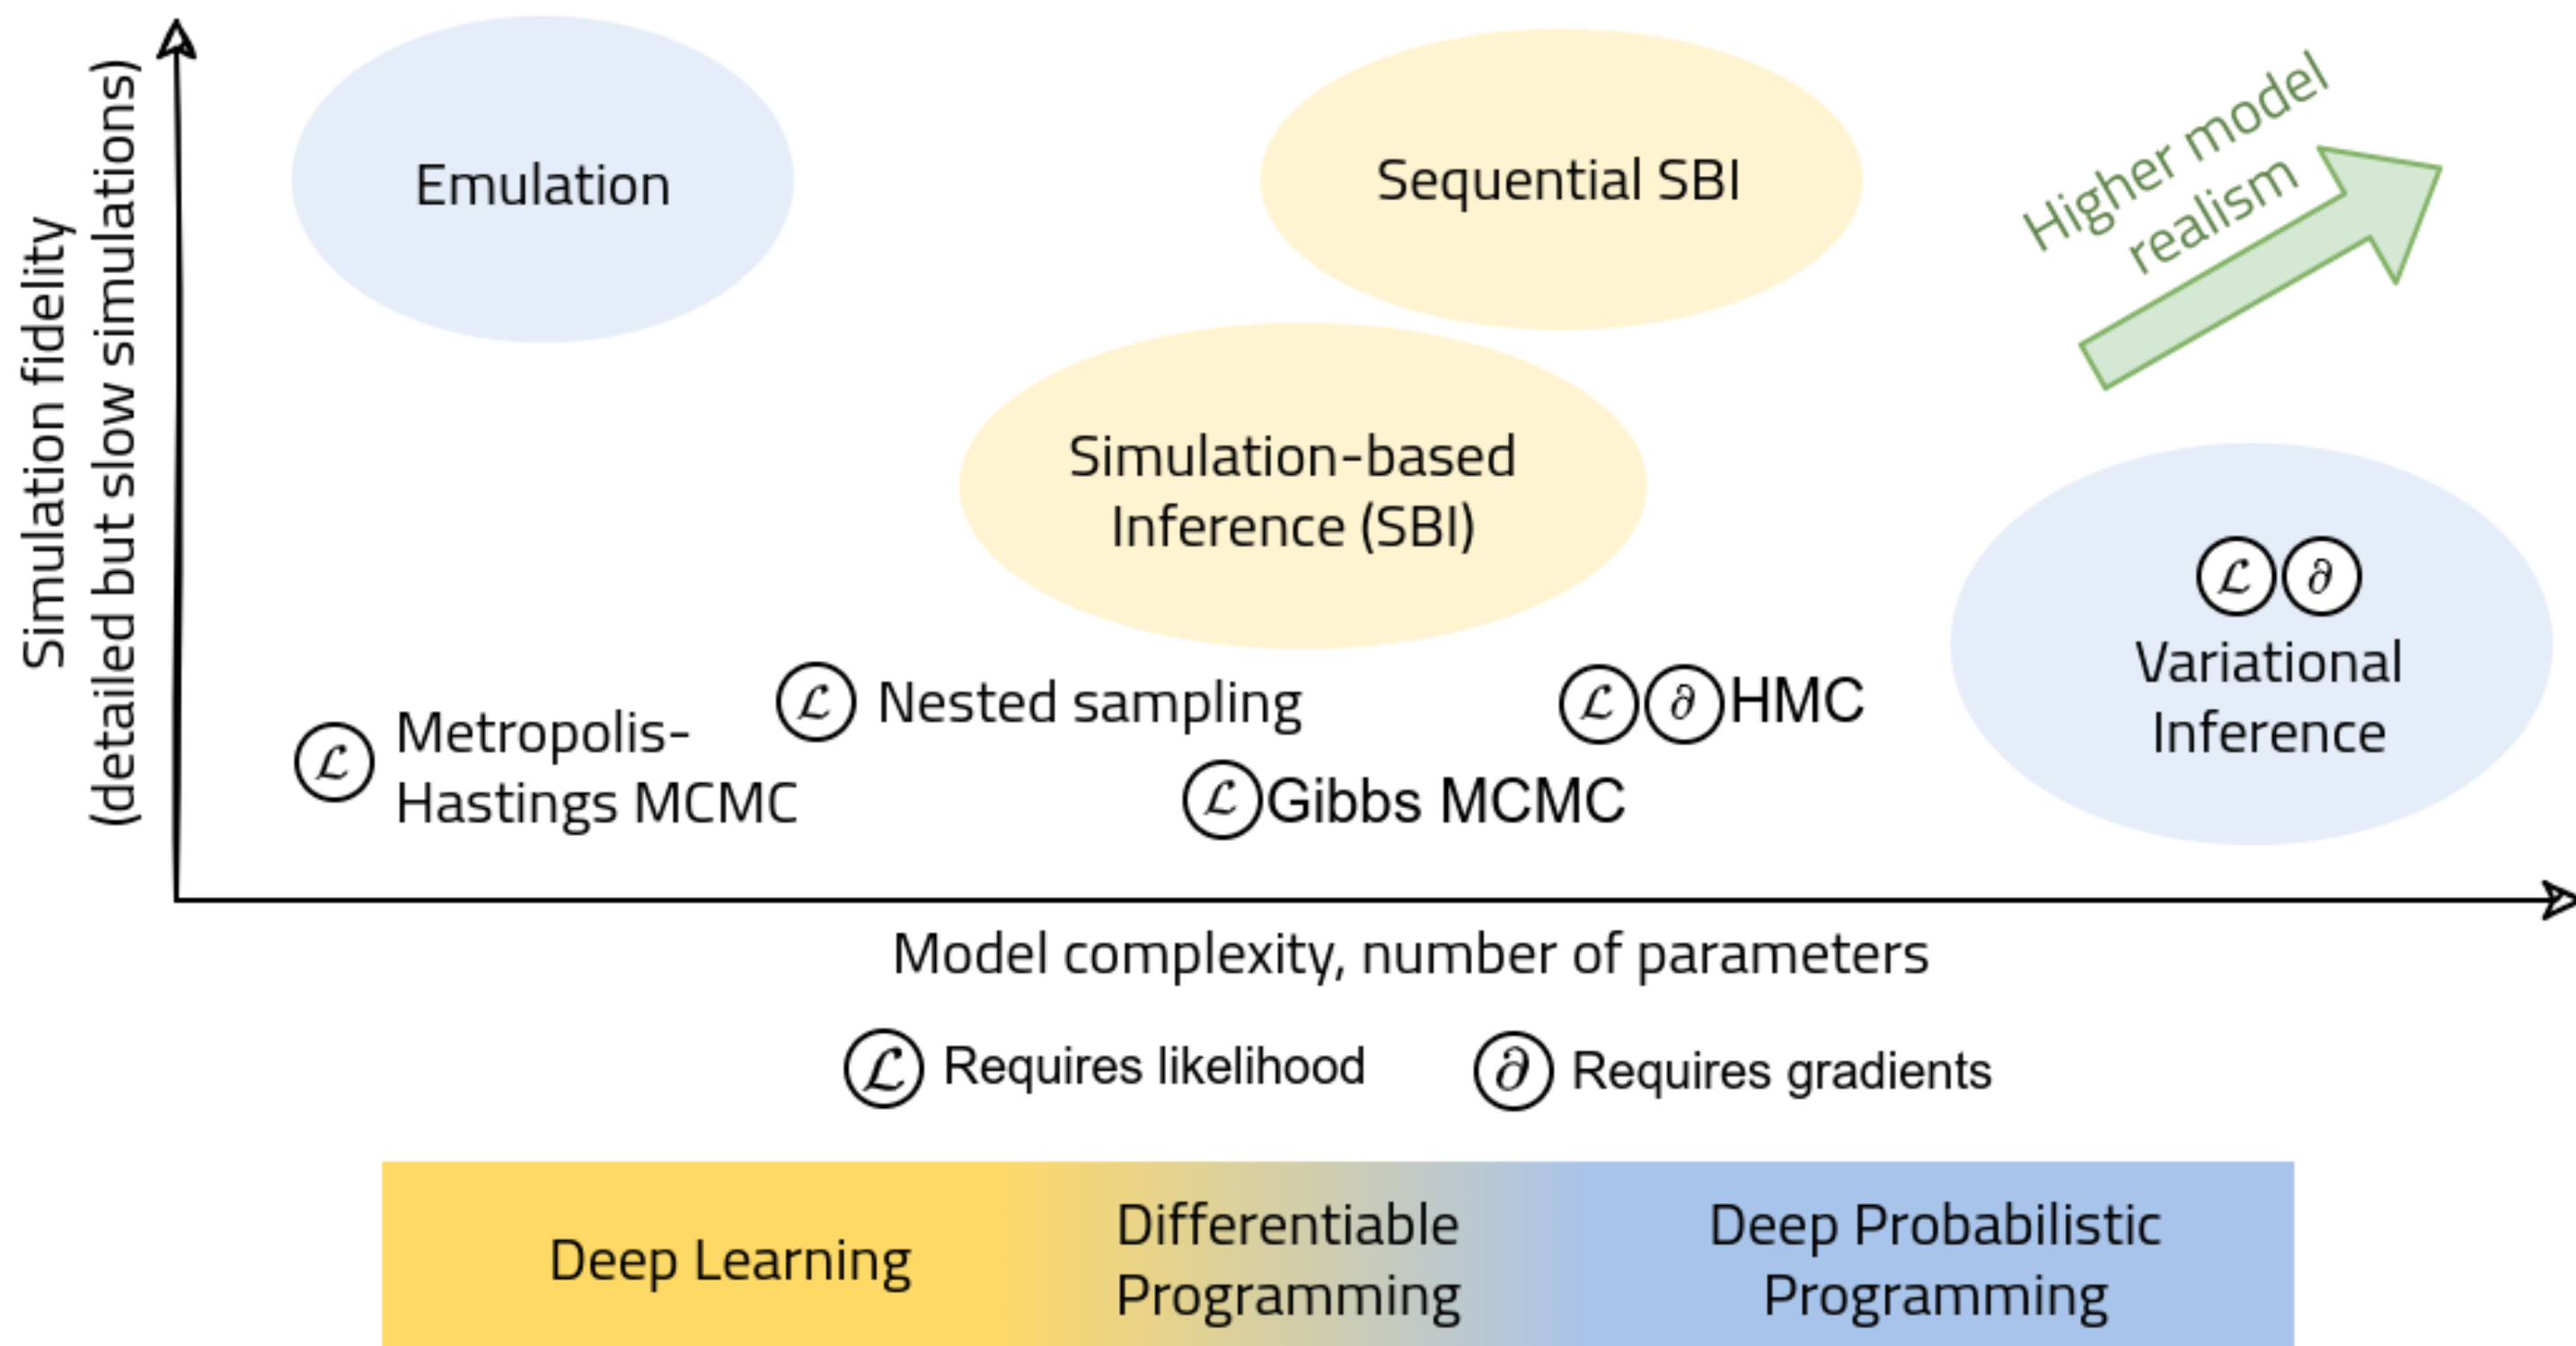 Simulation fidelity
(detailed but slow simulations)
Emulation
Sequential SBI
Higher model
realism
Simulation-based
Inference (SBI)
ℒ ∂
Variational
Inference
ℒ Nested sampling
ℒ ∂ HMC
ℒ Metropolis-
Hastings MCMC
ℒ Gibbs MCMC
Model complexity, number of parameters
ℒ Requires likelihood
∂ Requires gradients
Deep Learning
Differentiable
Programming
Deep Probabilistic
Programming